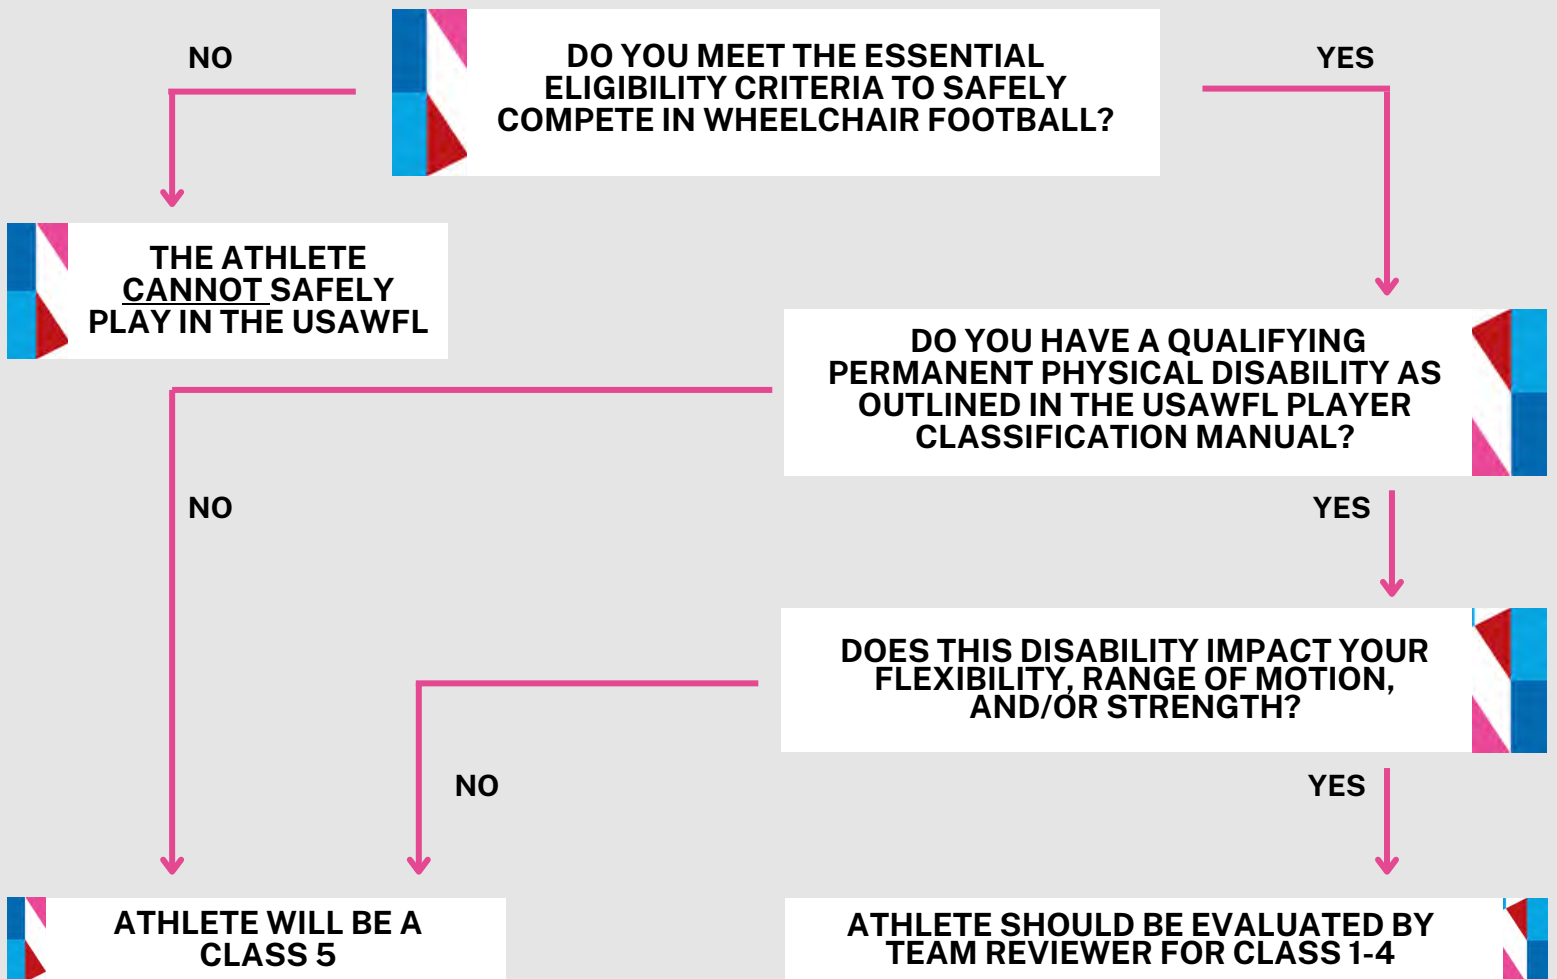 NO
DO YOU MEET THE ESSENTIAL
ELIGIBILITY CRITERIA TO SAFELY
COMPETE IN WHEELCHAIR FOOTBALL?
YES
THE ATHLETE
CANNOT SAFELY
PLAY IN THE USAWFL
DO YOU HAVE A QUALIFYING
PERMANENT PHYSICAL DISABILITY AS
OUTLINED IN THE USAWFL PLAYER
CLASSIFICATION MANUAL?
NO
YES
DOES THIS DISABILITY IMPACT YOUR
FLEXIBILITY, RANGE OF MOTION,
AND/OR STRENGTH?
NO
YES
ATHLETE WILL BE A
CLASS 5
ATHLETE SHOULD BE EVALUATED BY
TEAM REVIEWER FOR CLASS 1-4